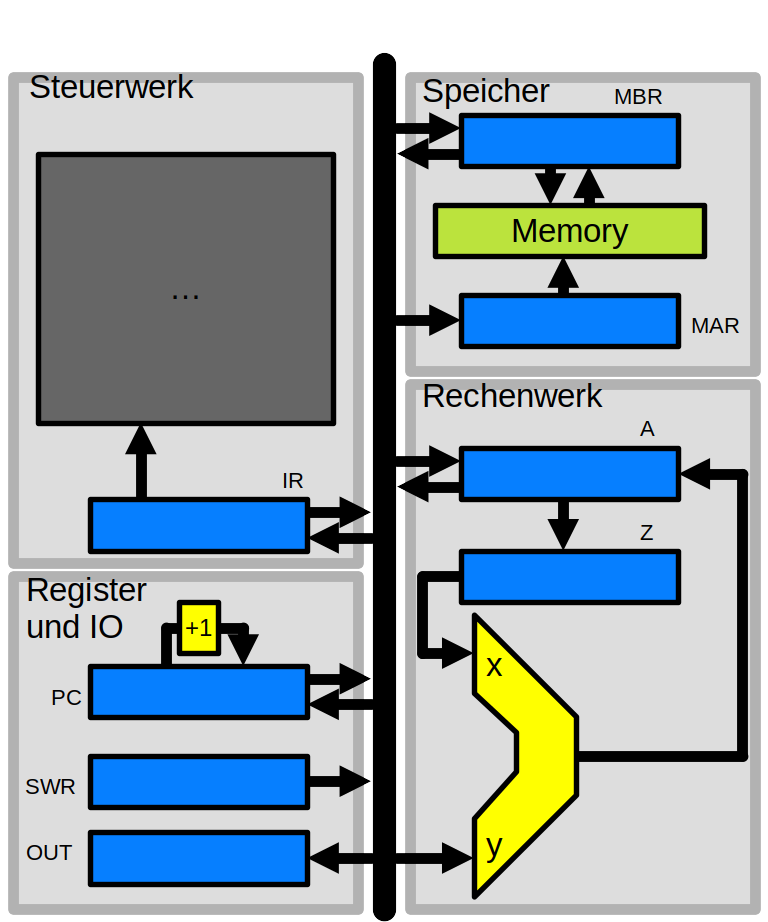 Steuerwerk
...
IR
Register
und IO
+1
PC
SWR
OUT
Speicher
MBR
Memory
MAR
Rechenwerk
A
Z
x
y